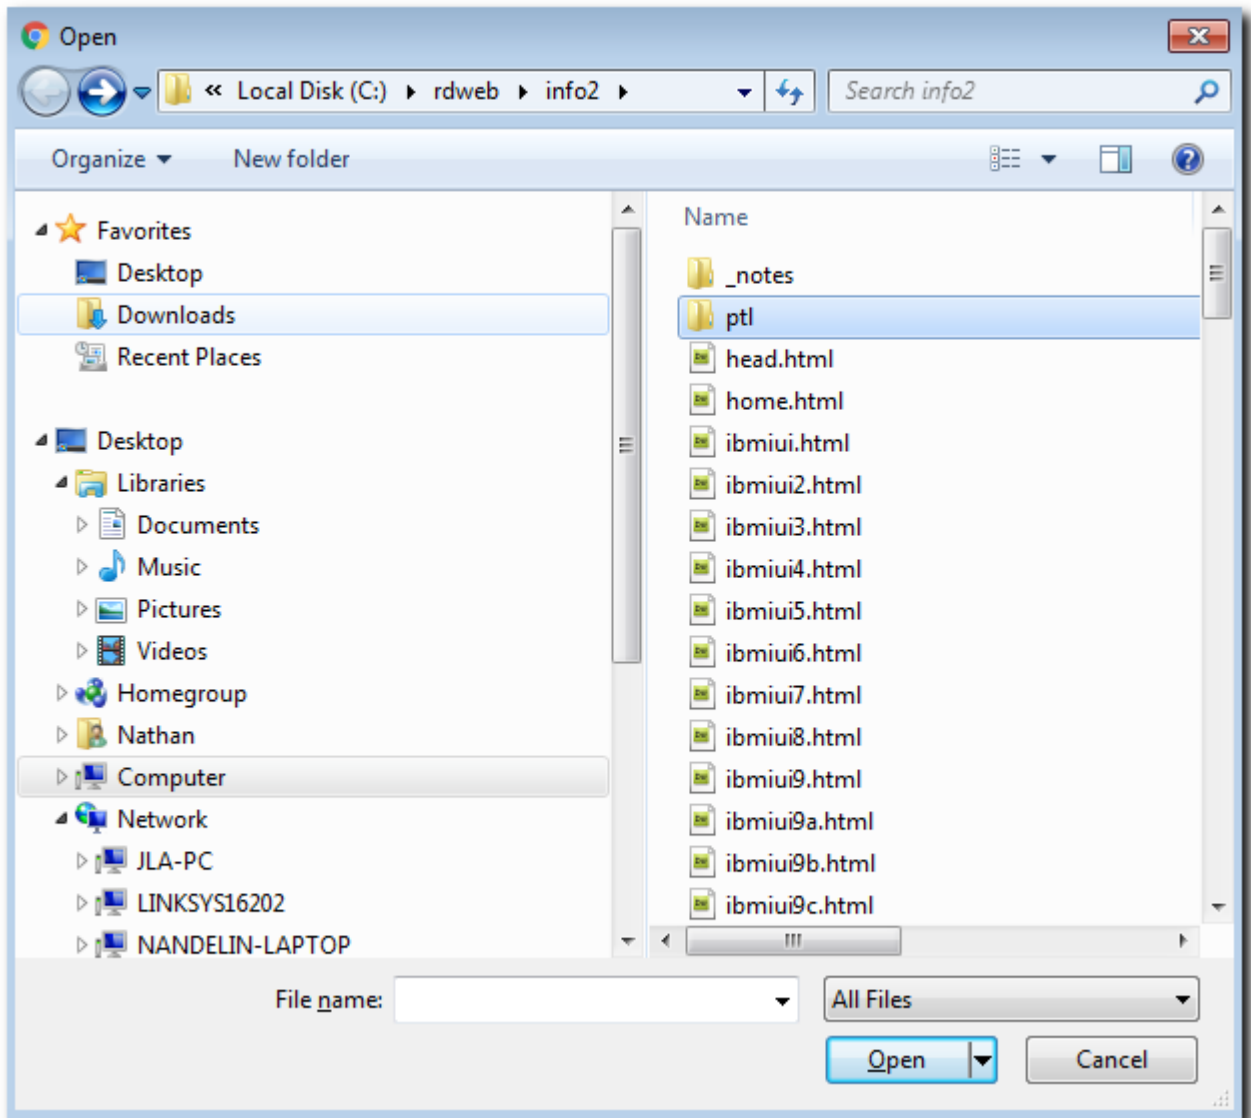 Open
« Local Disk (C:) ▸ rdweb ▸ info2 ▸
Search info2
Organize
New folder
Favorites
Desktop
Downloads
Recent Places
Desktop
Libraries
Documents
Music
Pictures
Videos
Homegroup
Nathan
Computer
Network
JLA-PC
LINKSYS16202
NANDELIN-LAPTOP
Name
_notes
ptl
head.html
home.html
ibmiui.html
ibmiui2.html
ibmiui3.html
ibmiui4.html
ibmiui5.html
ibmiui6.html
ibmiui7.html
ibmiui8.html
ibmiui9.html
ibmiui9a.html
ibmiui9b.html
ibmiui9c.html
File name:
All Files
Open
Cancel